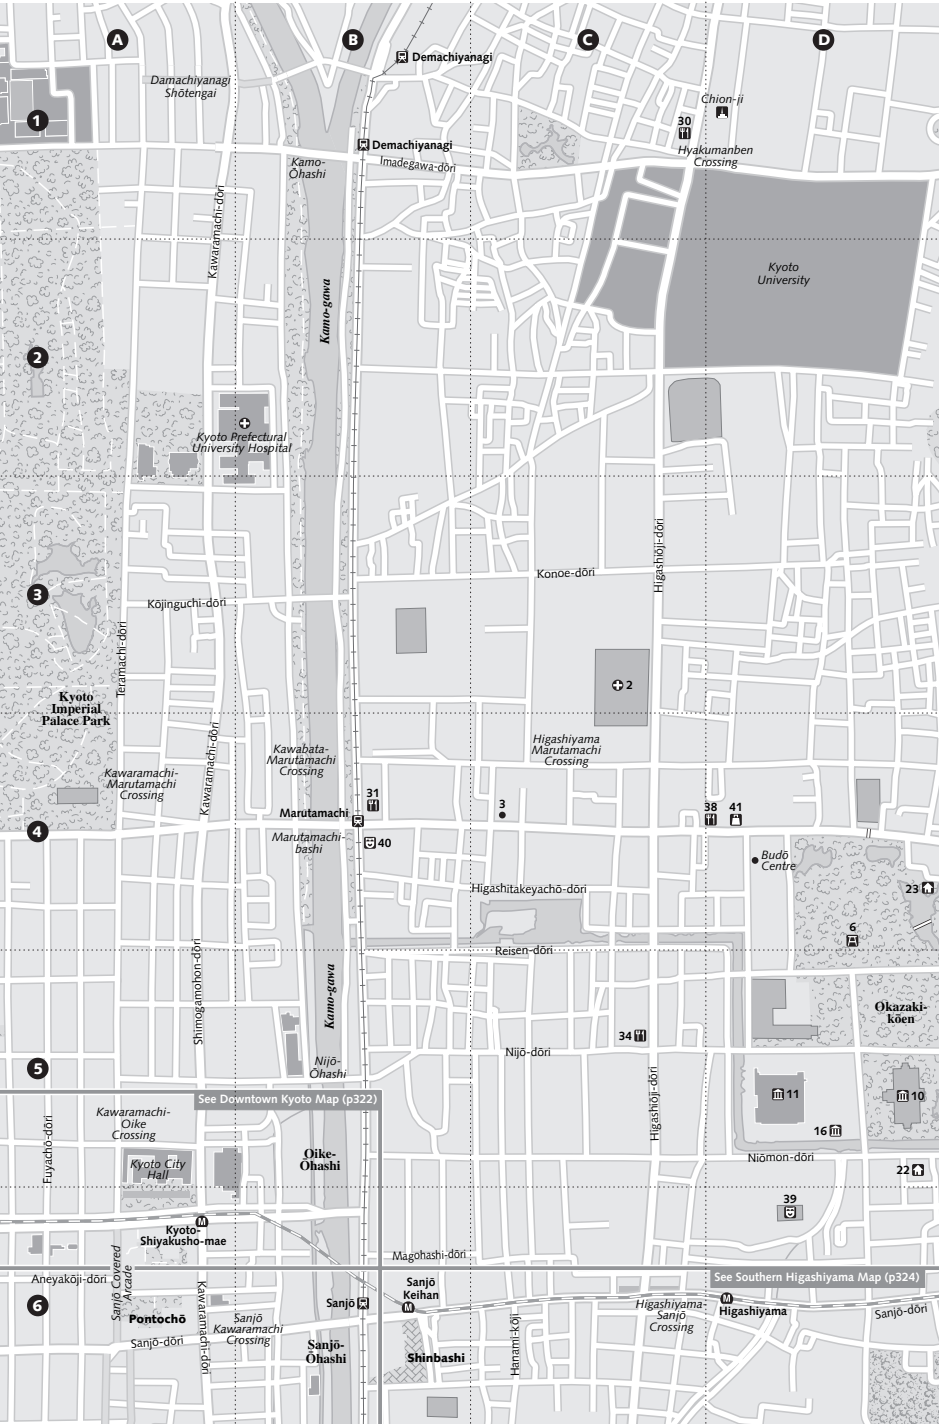 A
B
C
D
Demachiyanagi
Damachiyanagi
Shōtengai
Chion-ji
1
30
Demachiyanagi
Hyakumanben
Crossing
Kamo-
Ōhashi
Imadegawa-dōri
Kawaramachi-dōri
Kyoto
University
Kamo-gawa
2
Kyoto Prefectural
University Hospital
Higashiōji-dōri
Konoe-dōri
3
Kōjinguchi-dōri
Teramachi-dōri
2
Kyoto
Imperial
Palace Park
Kawaramachi-dōri
Higashiyama
Marutamachi
Crossing
Kawabata-
Marutamachi
Crossing
Kawaramachi-
Marutamachi
Crossing
31
3
38
41
Marutamachi
4
Marutamachi-
bashi
40
Budō
Centre
Higashitakeyachō-dōri
23
6
Shimogamohon-dōri
Reisen-dōri
Kamo-gawa
Okazaki-
kōen
34
Nijō-dōri
Nijō-
Ōhashi
5
Higashiōji-dōri
See Downtown Kyoto Map (p322)
11
10
Kawaramachi-
Oike
Crossing
Fuyachō-dōri
16
Oike-
Ōhashi
Niōmon-dōri
Kyoto City
Hall
22
39
Kyoto-
Shiyakusho-mae
Magohashi-dōri
Aneyakōji-dōri
Sanjō Covered
Arcade
See Southern Higashiyama Map (p324)
Sanjō
Keihan
6
Sanjō
Kawaramachi-dōri
Higashiyama-
Sanjō
Crossing
Higashiyama
Sanjō-dōri
Pontochō
Sanjō
Kawaramachi
Crossing
Sanjō-dōri
Sanjō-
Ōhashi
Shinbashi
Hanami-kōji